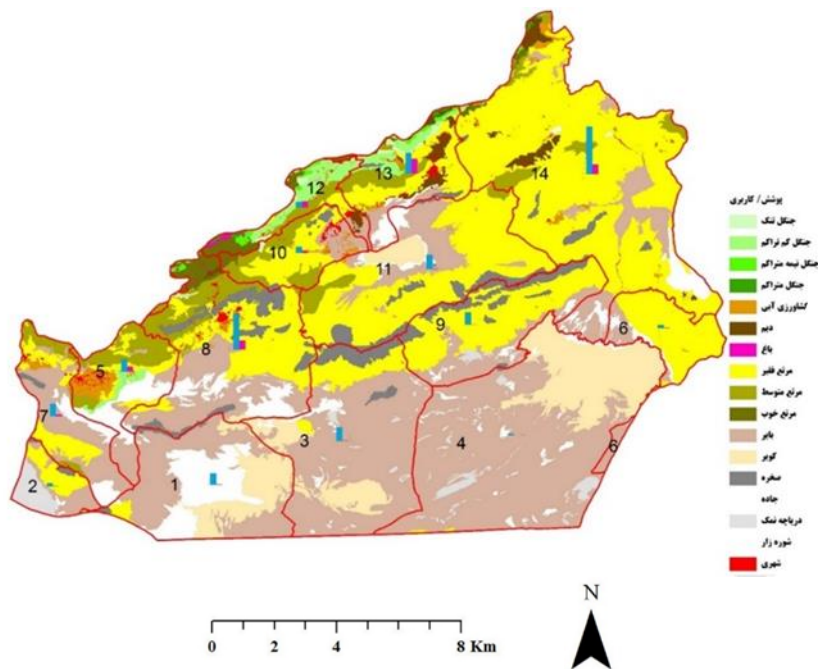 12
13
14
10
11
9
6
5
8
7
3
4
6
2
1
پوشش / کاربری
جنگل تنک
جنگل کم تراکم
جنگل نیمه متراکم
جنگل متراکم
کشاورزی آبی
دیم
باغ
مرتع فقیر
مرتع متوسط
مرتع خوب
بایر
کویر
صخره
جاده
دریاچه نمک
شوره زار
شهری
N
0 2 4 8 Km